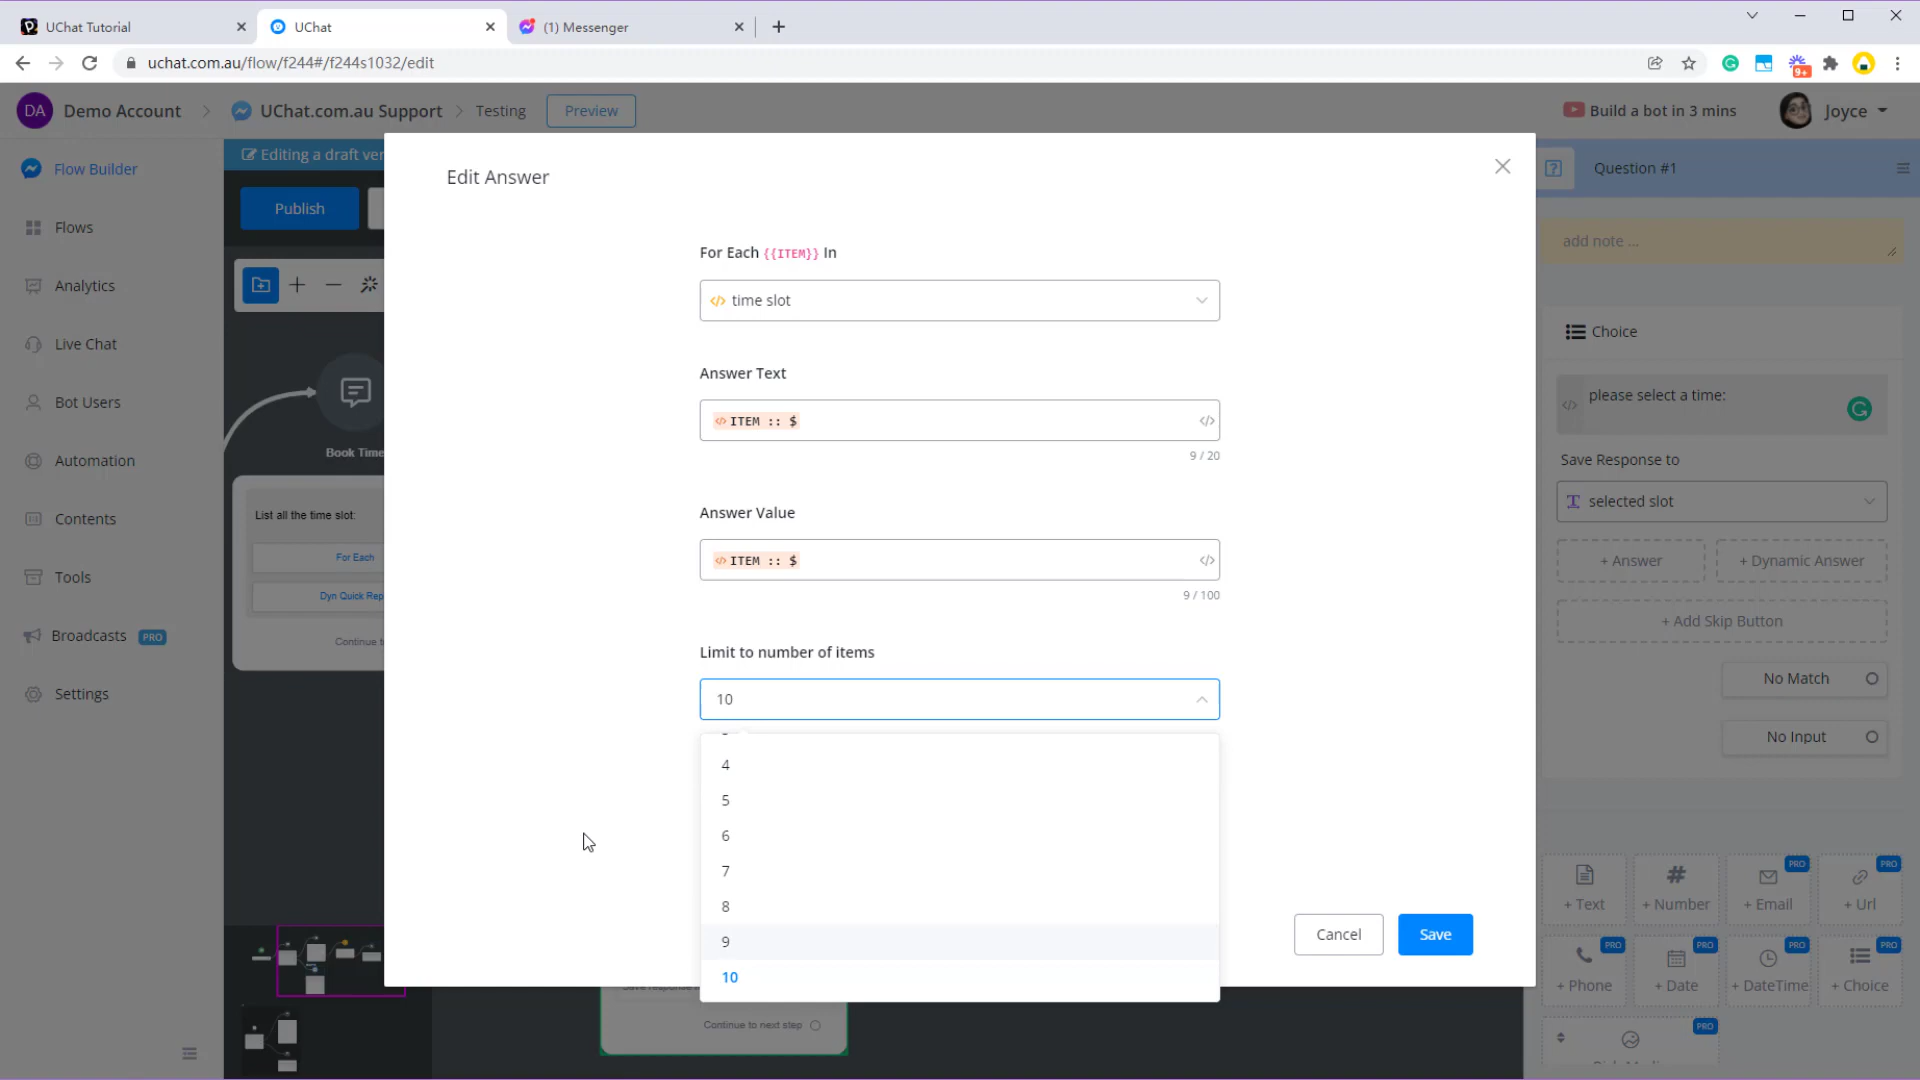 UChat Tutorial
UChat
(1) Messenger
uchat.com.au/flow/f244#/f244s1032/edit
9+
DA
Demo Account
UChat.com.au Support
Testing
Preview
Build a bot in 3 mins
Joyce
Flow Builder
Flows
Analytics
Live Chat
Bot Users
Automation
Contents
Tools
Broadcasts PRO
Settings
Editing a draft ver
Publish
Book Time
List all the time slot:
For Each
Dyn Quick Rep
Continue t
Edit Answer
For Each {{ITEM}} In
time slot
Answer Text
ITEM :: $
9 / 20
Answer Value
ITEM :: $
9 / 100
Limit to number of items
10
4
5
6
7
8
9
10
Cancel
Save
Continue to next step
Question #1
add note ...
Choice
please select a time:
Save Response to
selected slot
+ Answer
+ Dynamic Answer
+ Add Skip Button
No Match
No Input
+ Text
+ Number
PRO
+ Email
PRO
+ Url
PRO
+ Phone
PRO
+ Date
PRO
+ DateTime
PRO
+ Choice
PRO